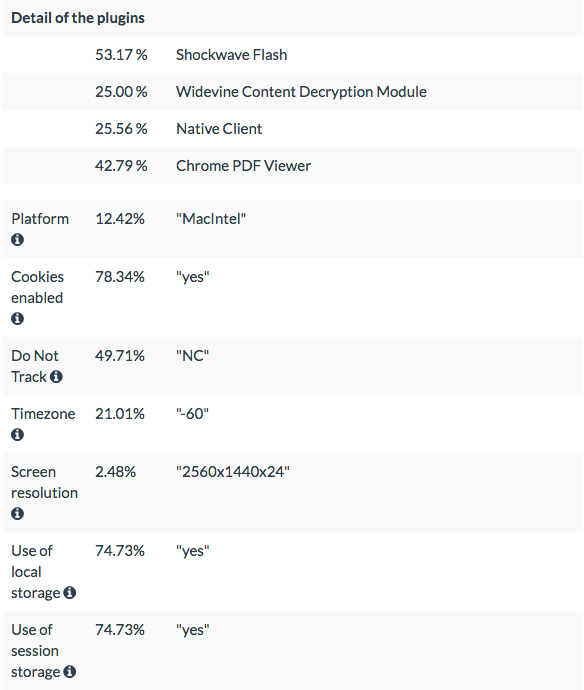 Detail of the plugins
53.17 % Shockwave Flash
25.00 % Widevine Content Decryption Module
25.56 % Native Client
42.79 % Chrome PDF Viewer
Platform 12.42% "MacIntel"
Cookies 78.34% "yes"
enabled
Do Not 49.71% "NC"
Track
Timezone 21.01% "-60"
Screen 2.48% "2560x1440x24"
resolution
Use of 74.73% "yes"
local
storage
Use of 74.73% "yes"
session
storage